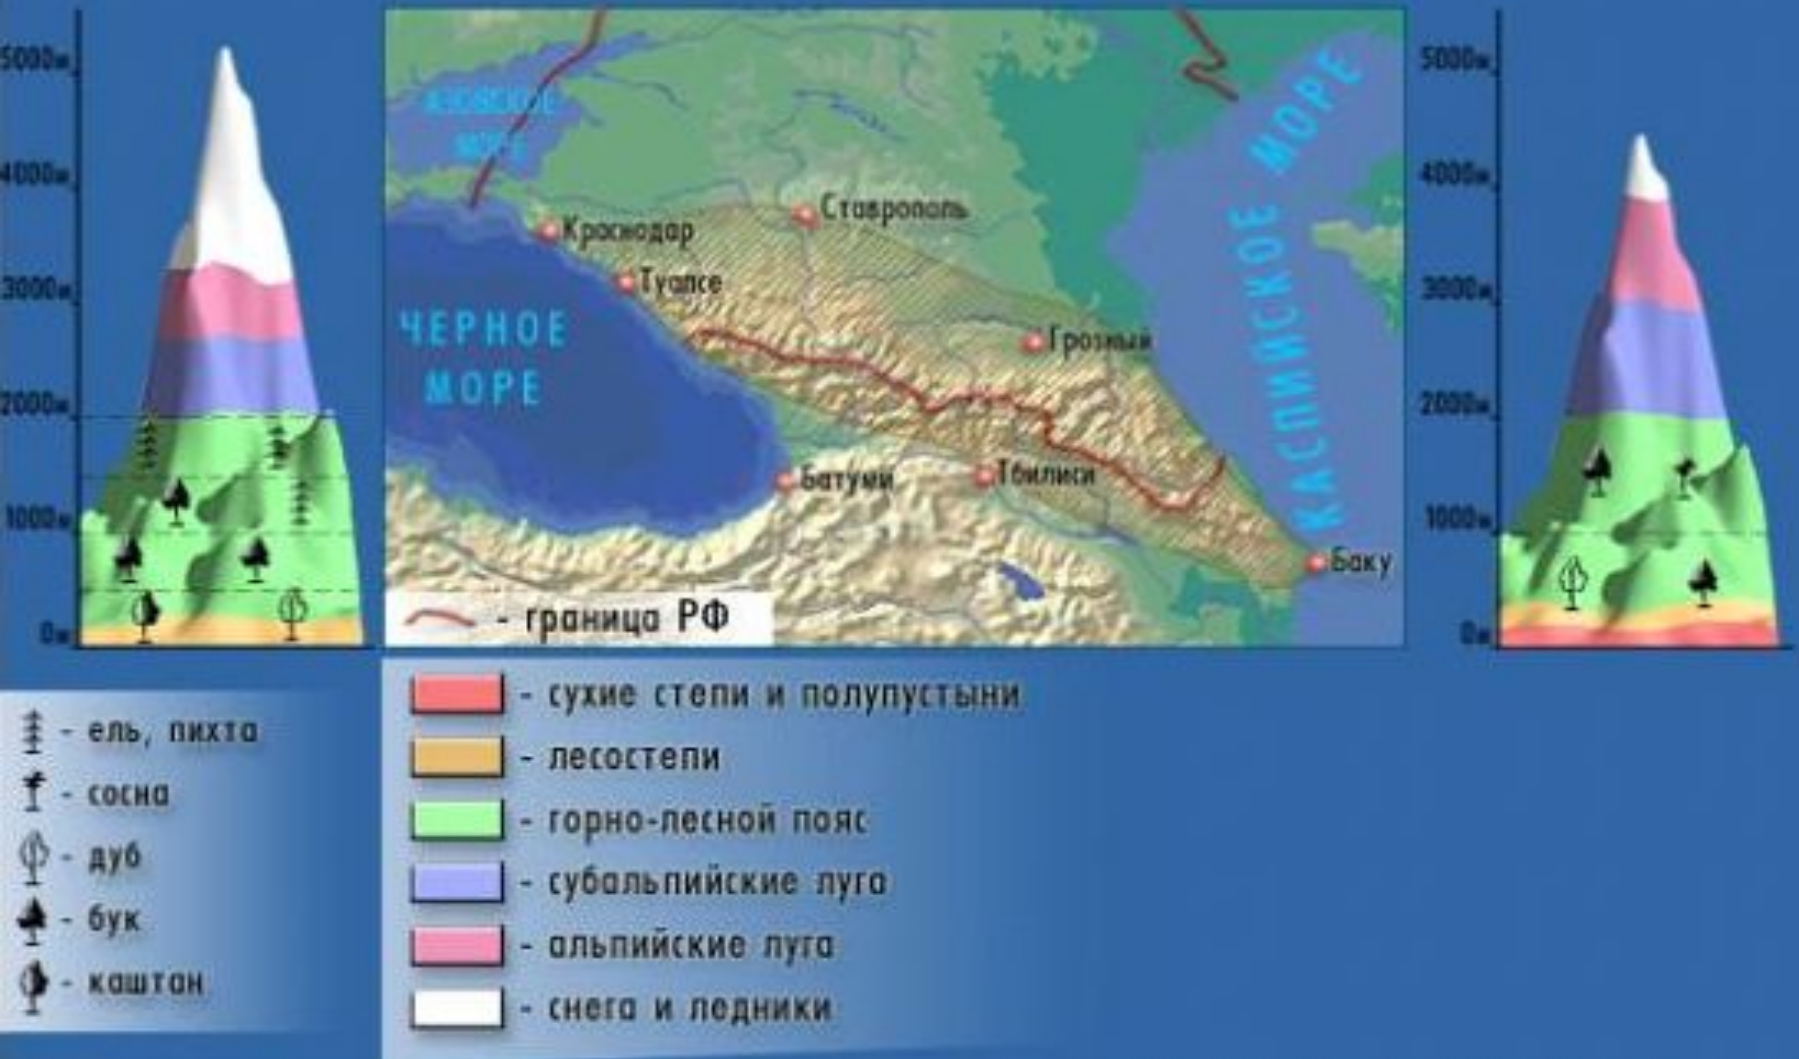 5000м
4000м
3000м
2000м
1000м
0м
АЗОВСКОЕ
МОРЕ
Краснодар
Ставрополь
Туапсе
ЧЕРНОЕ
МОРЕ
Грозный
Батуми
Тбилиси
Баку
КАСПИЙСКОЕ МОРЕ
- граница РФ
5000м
4000м
3000м
2000м
1000м
0м
- ель, пихта
- сосна
- дуб
- бук
- каштан
- сухие степи и полупустыни
- лесостепи
- горно-лесной пояс
- субальпийские луга
- альпийские луга
- снега и ледники